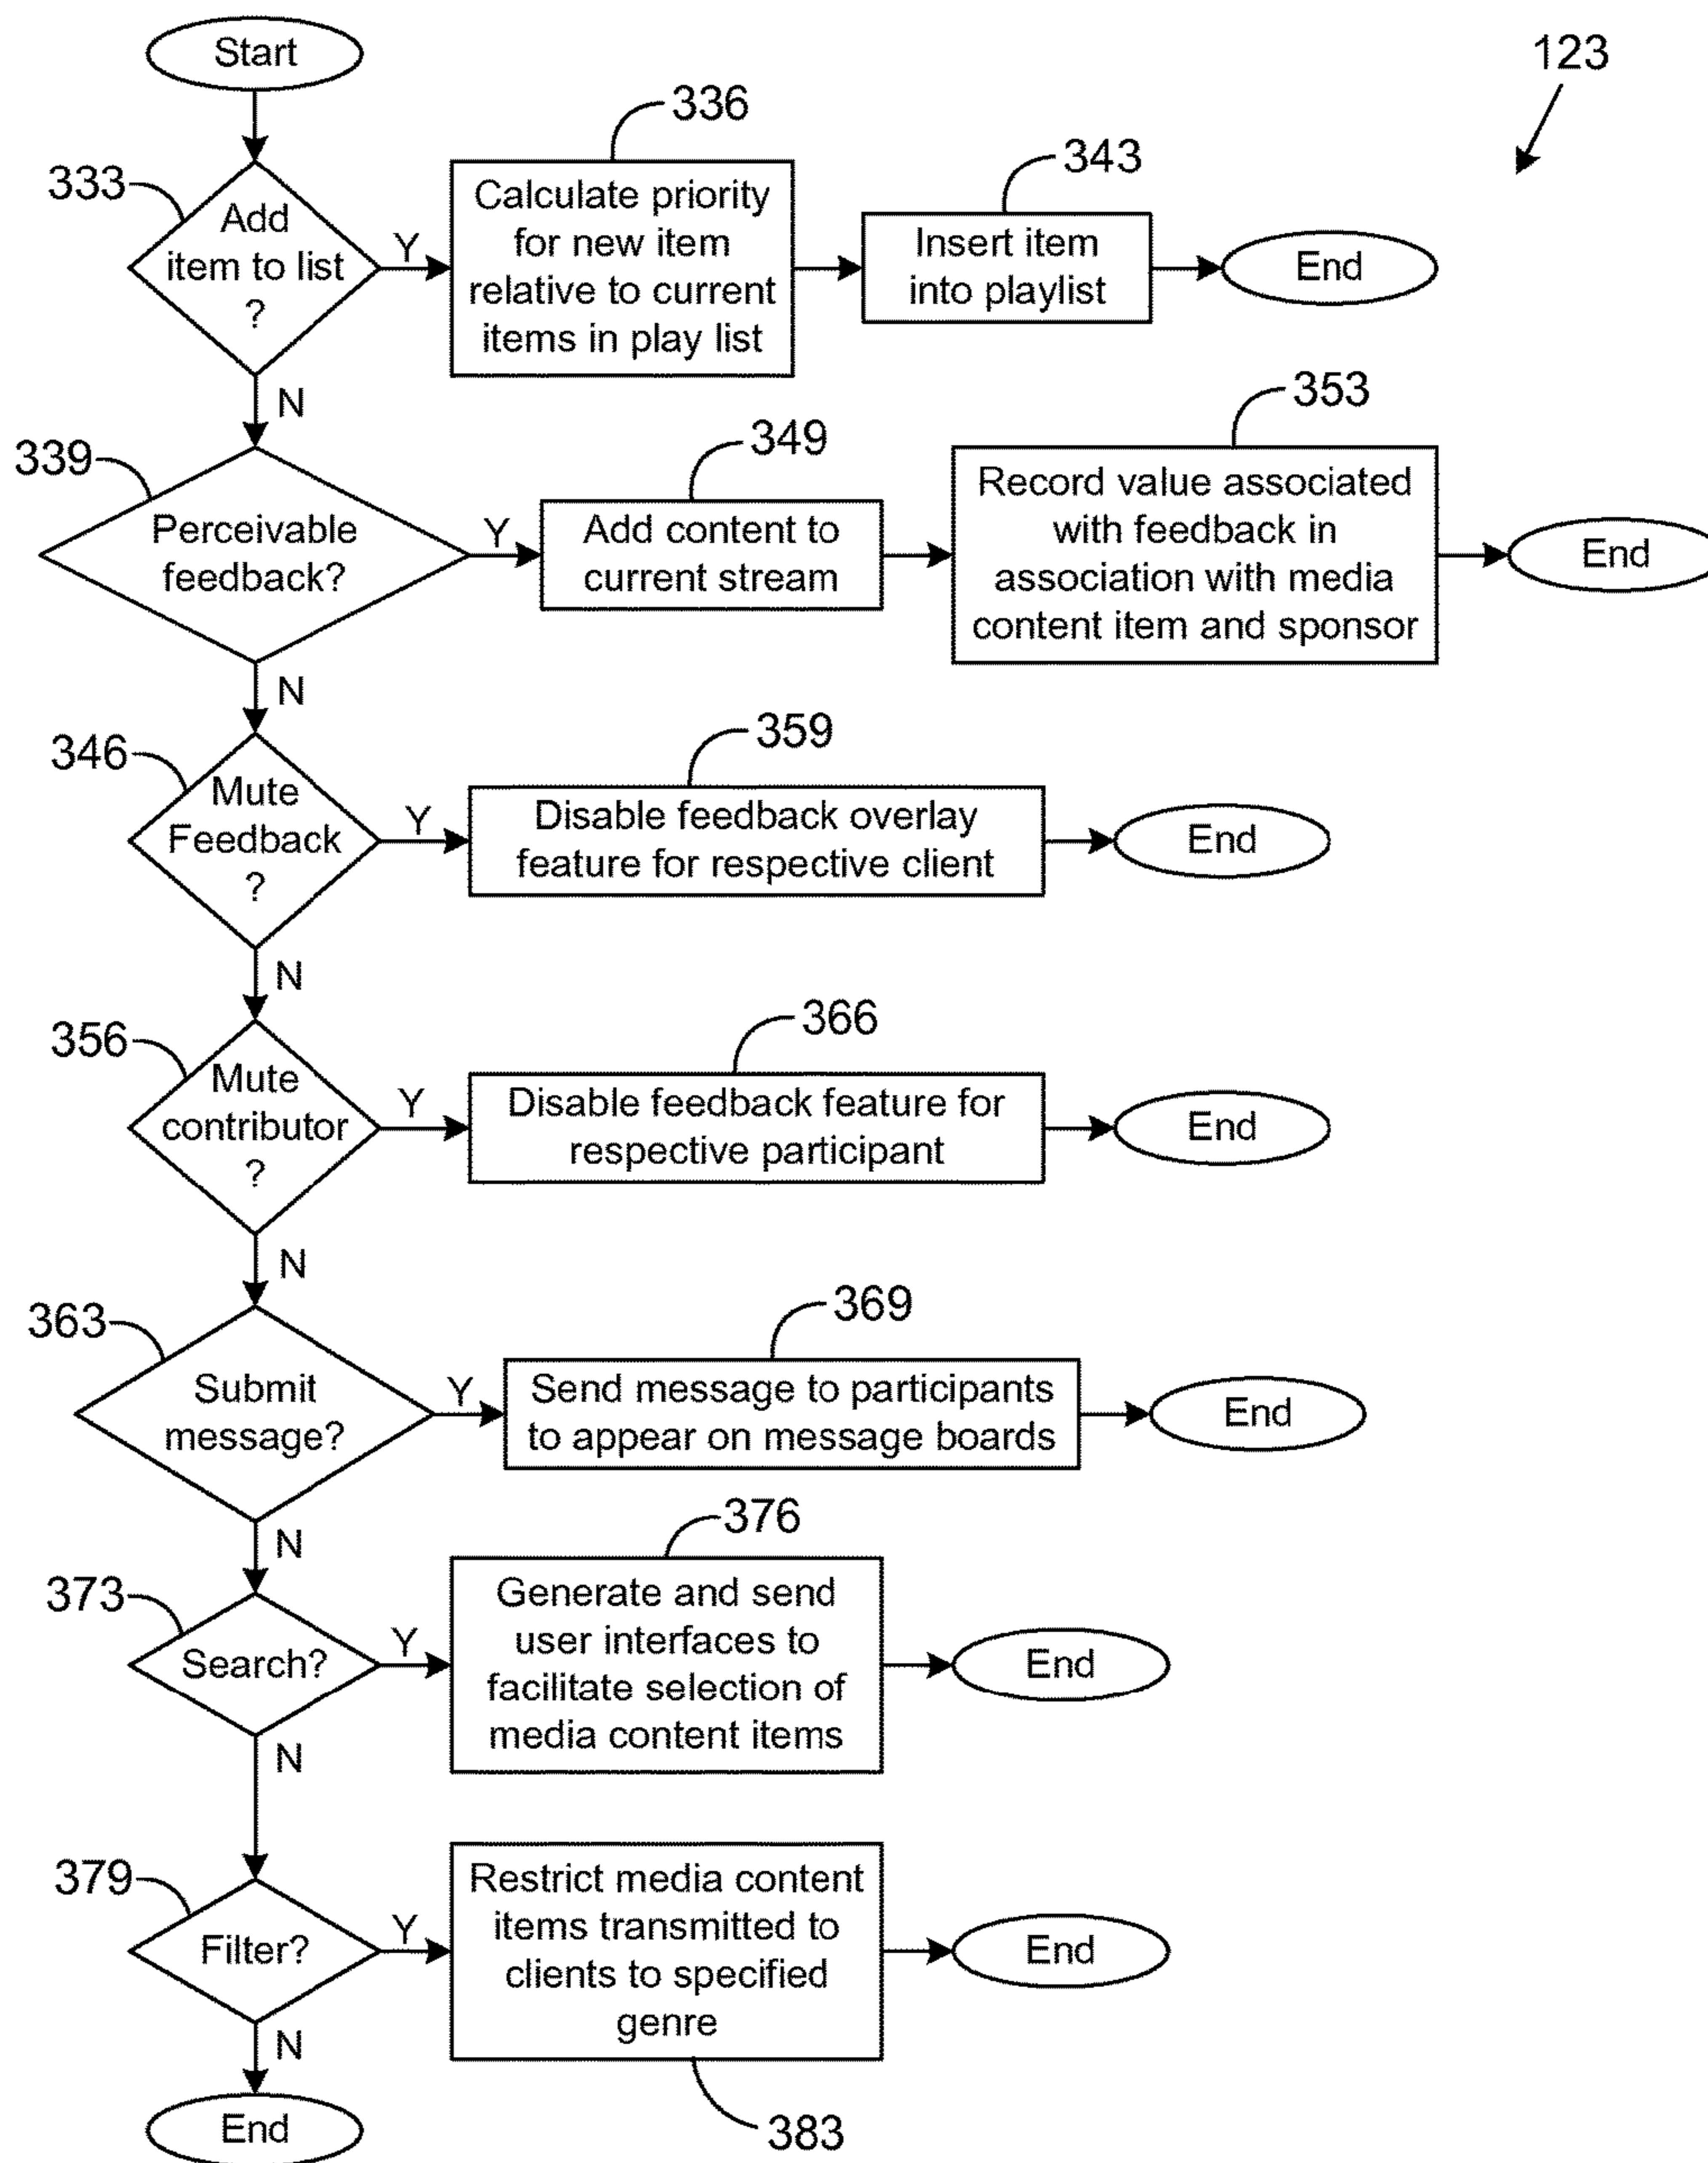 Start
123
336
333
343
Add
item to list
?
Y
Calculate priority
for new item
relative to current
items in play list
Insert item
into playlist
End
N
353
339
349
Perceivable
feedback?
Y
Add content to
current stream
Record value associated
with feedback in
association with media
content item and sponsor
End
N
359
346
Mute
Feedback
?
Y
Disable feedback overlay
feature for respective client
End
N
366
356
Mute
contributor
?
Y
Disable feedback feature for
respective participant
End
N
369
363
Submit
message?
Y
Send message to participants
to appear on message boards
End
N
376
373
Search?
Y
Generate and send
user interfaces to
facilitate selection of
media content items
End
N
379
Filter?
Y
Restrict media content
items transmitted to
clients to specified
genre
End
N
End
383